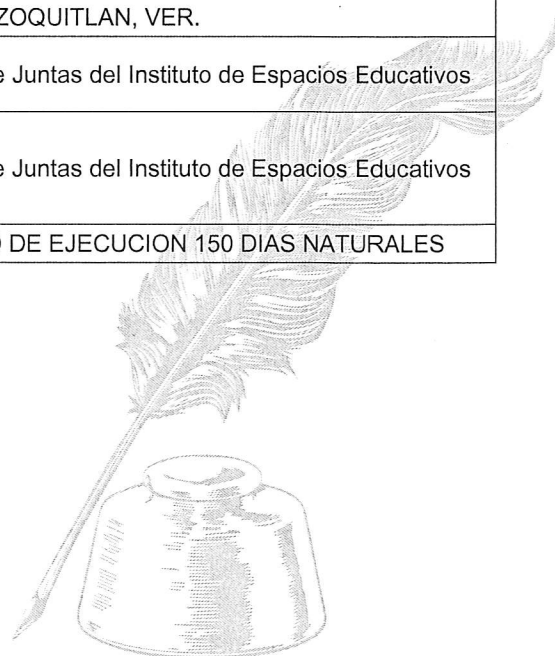 ZOQUITLAN, VER.
e Juntas del Instituto de Espacios Educativos
e Juntas del Instituto de Espacios Educativos
O DE EJECUCION 150 DIAS NATURALES